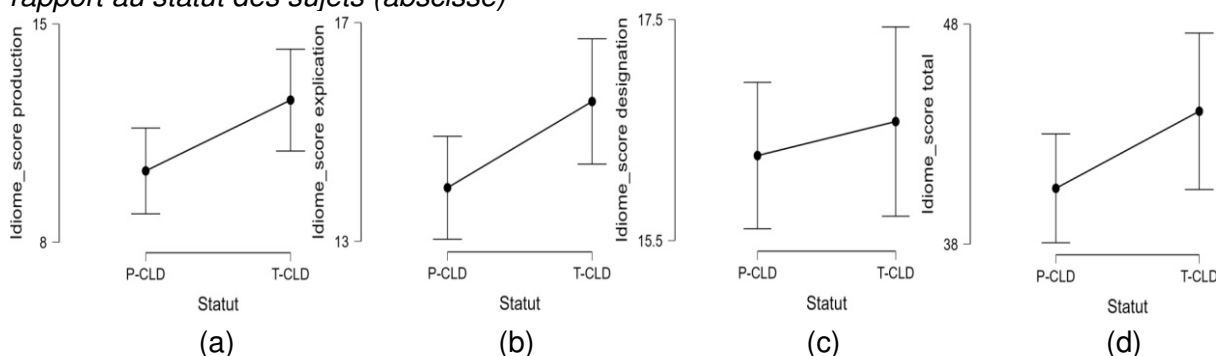 rapport au statut des sujets (abscisse)
15
Idiome_score production
8
P-CLD
T-CLD
Statut
(a)
17
Idiome_score explication
13
P-CLD
T-CLD
Statut
(b)
17.5
Idiome_score designation
15.5
P-CLD
T-CLD
Statut
(c)
48
Idiome_score total
38
P-CLD
T-CLD
Statut
(d)